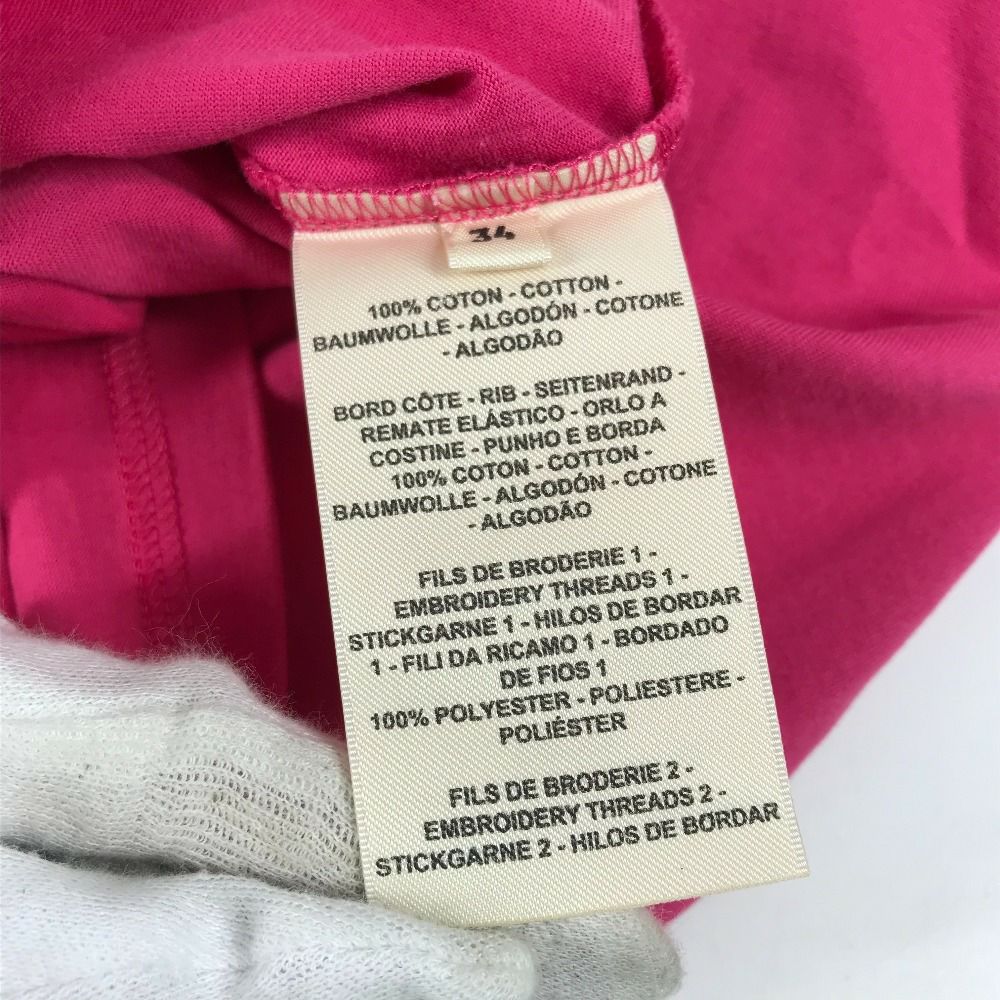 34
100% COTON - COTTON -
BAUMWOLLE - ALGODÓN - COTONE
- ALGODÃO
BORD CÔTE - RIB - SEITENRAND -
REMATE ELÁSTICO - ORLO A
COSTINE - PUNHO E BORDA
100% COTON - COTTON -
BAUMWOLLE - ALGODÓN - COTONE
- ALGODÃO
FILS DE BRODERIE 1 -
EMBROIDERY THREADS 1 -
STICKGARNE 1 - HILOS DE BORDAR
1 - FILI DA RICAMO 1 - BORDADO
DE FIOS 1
100% POLYESTER - POLIESTERE -
POLIÉSTER
FILS DE BRODERIE 2 -
EMBROIDERY THREADS 2 -
STICKGARNE 2 - HILOS DE BORDAR